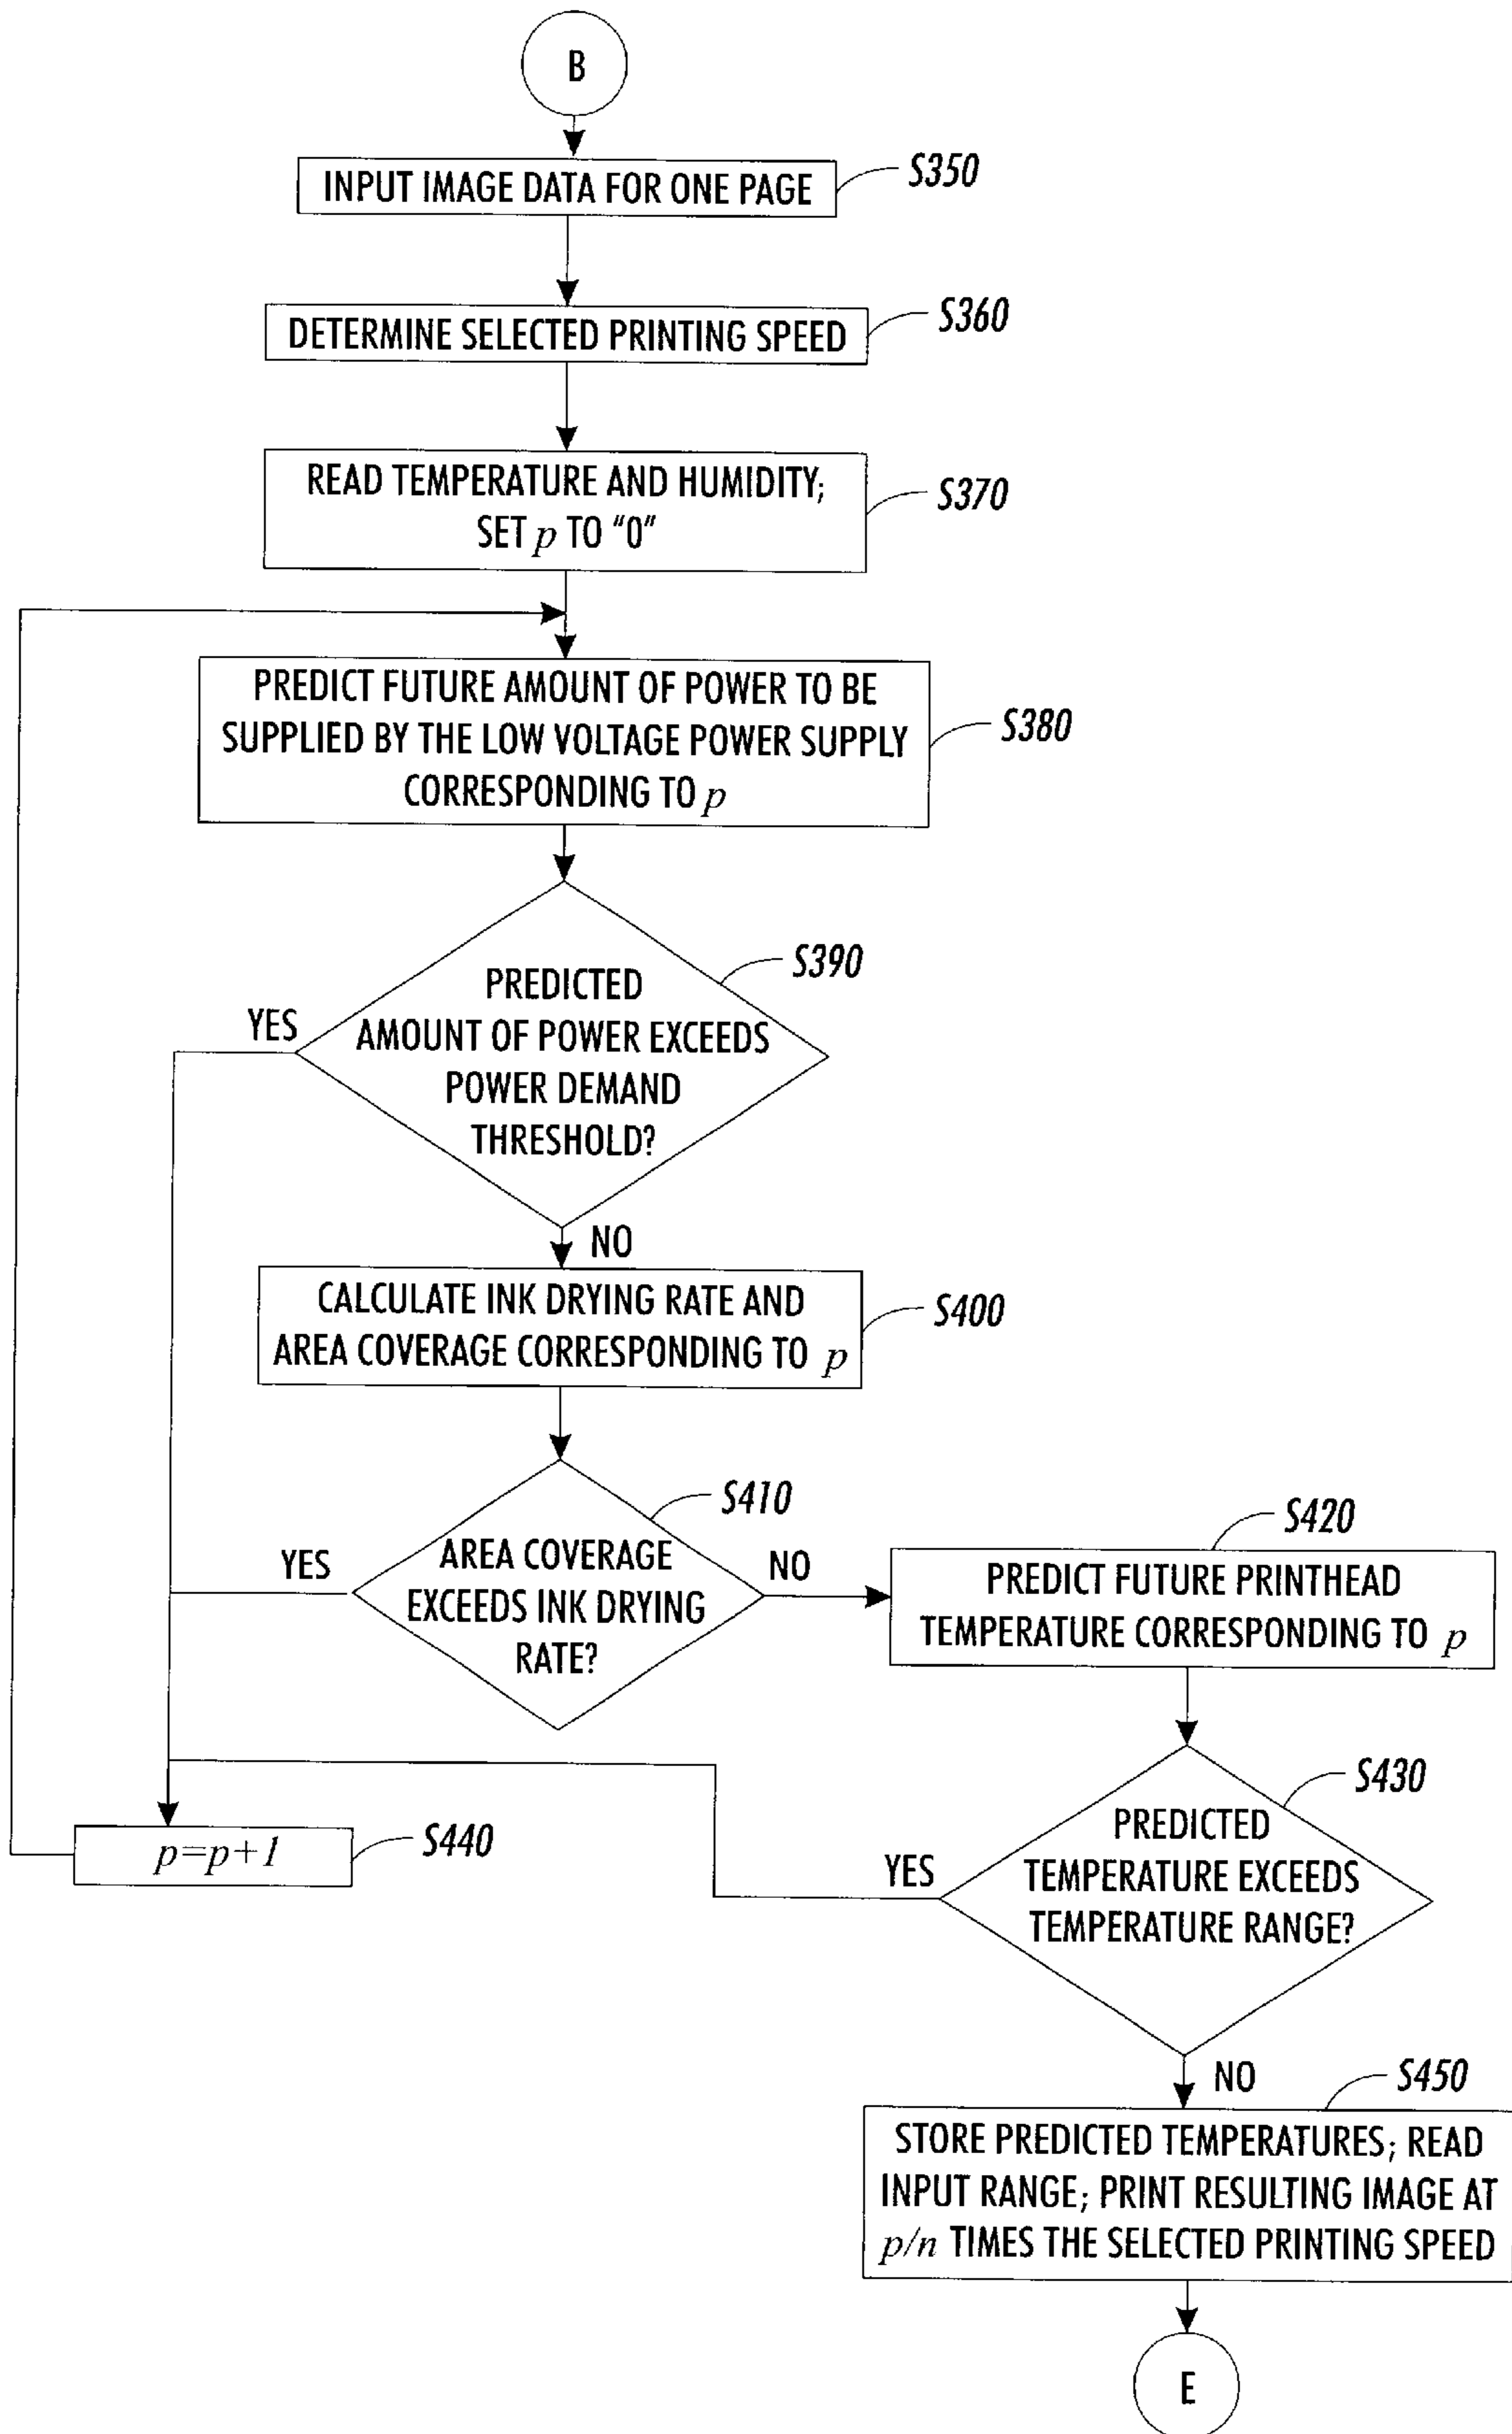 B
INPUT IMAGE DATA FOR ONE PAGE
S350
DETERMINE SELECTED PRINTING SPEED
S360
READ TEMPERATURE AND HUMIDITY;
SET p TO "0"
S370
PREDICT FUTURE AMOUNT OF POWER TO BE
SUPPLIED BY THE LOW VOLTAGE POWER SUPPLY
CORRESPONDING TO p
S380
PREDICTED
AMOUNT OF POWER EXCEEDS
POWER DEMAND
THRESHOLD?
S390
YES
NO
CALCULATE INK DRYING RATE AND
AREA COVERAGE CORRESPONDING TO p
S400
AREA COVERAGE
EXCEEDS INK DRYING
RATE?
S410
YES
NO
PREDICT FUTURE PRINTHEAD
TEMPERATURE CORRESPONDING TO p
S420
PREDICTED
TEMPERATURE EXCEEDS
TEMPERATURE RANGE?
S430
YES
p=p+1
S440
NO
STORE PREDICTED TEMPERATURES; READ
INPUT RANGE; PRINT RESULTING IMAGE AT
p/n TIMES THE SELECTED PRINTING SPEED
S450
E